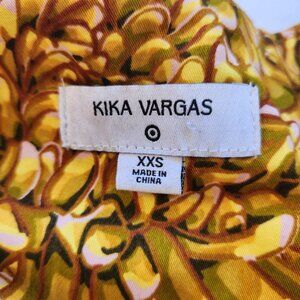 KIKA VARGAS
XXS
MADE IN
CHINA